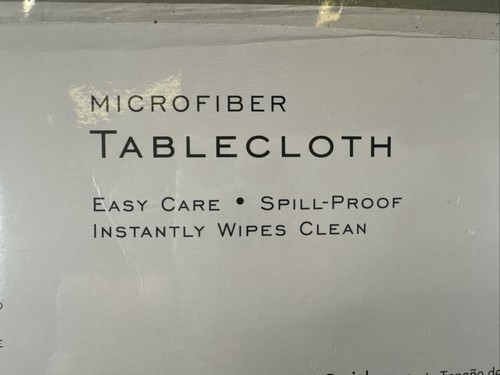 MICROFIBER
TABLECLOTH
EASY CARE • SPILL-PROOF
INSTANTLY WIPES CLEAN